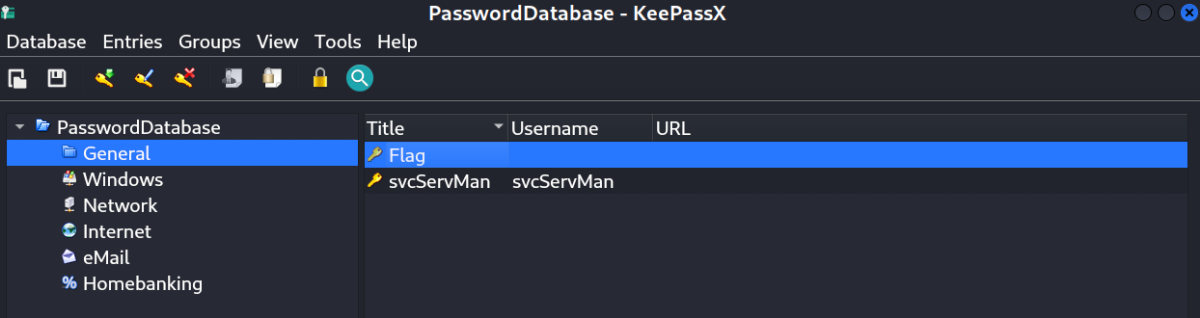 PasswordDatabase - KeePassX
Database Entries Groups View Tools Help
PasswordDatabase
General
Windows
Network
Internet
eMail
Homebanking
Title Username URL
Flag
svcServMan svcServMan